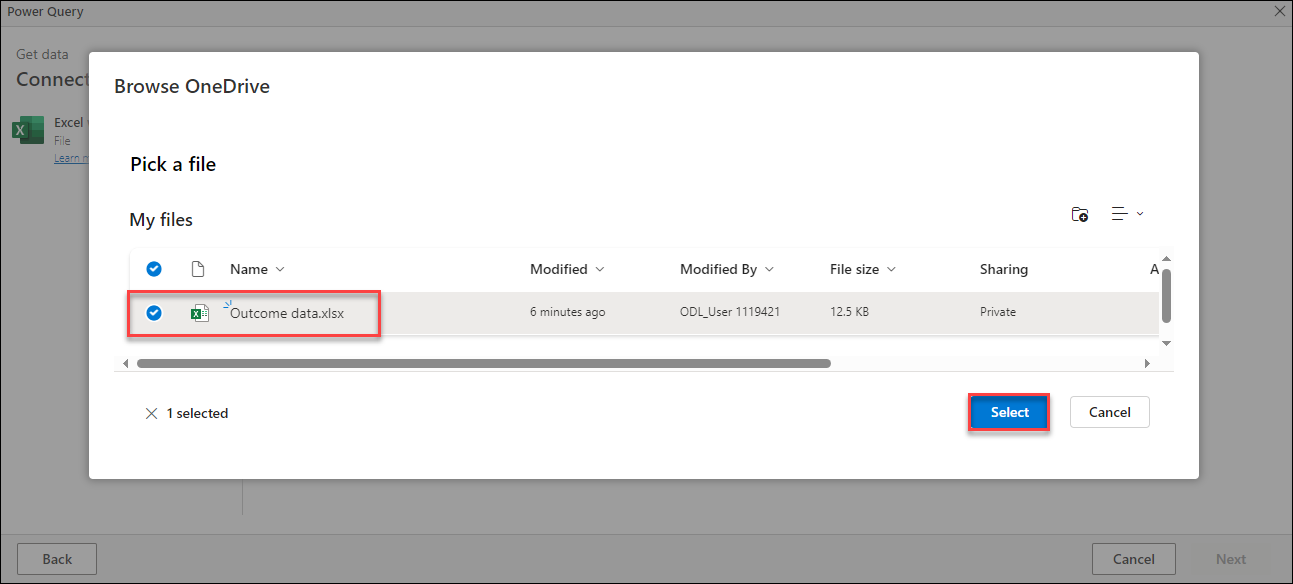 Power Query
Get data
Connect
Excel
File
Learn
Browse OneDrive
Pick a file
My files
Name Modified Modified By File size Sharing A
Outcome data.xlsx 6 minutes ago ODL_User 1119421 12.5 KB Private
1 selected
Select Cancel
Back Cancel Next